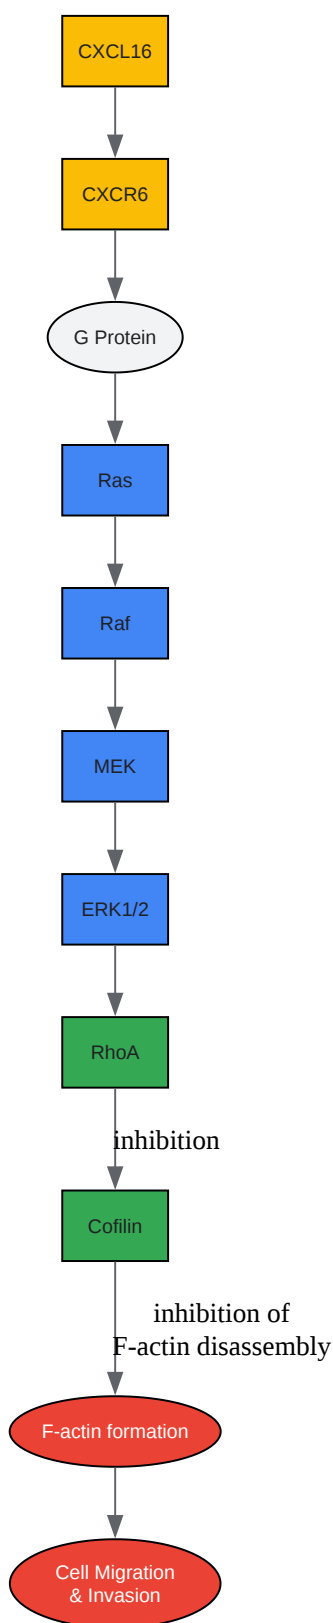 CXCL16
CXCR6
G Protein
Ras
Raf
MEK
ERK1/2
RhoA
inhibition
Cofilin
inhibition of
F-actin disassembly
F-actin formation
Cell Migration
& Invasion